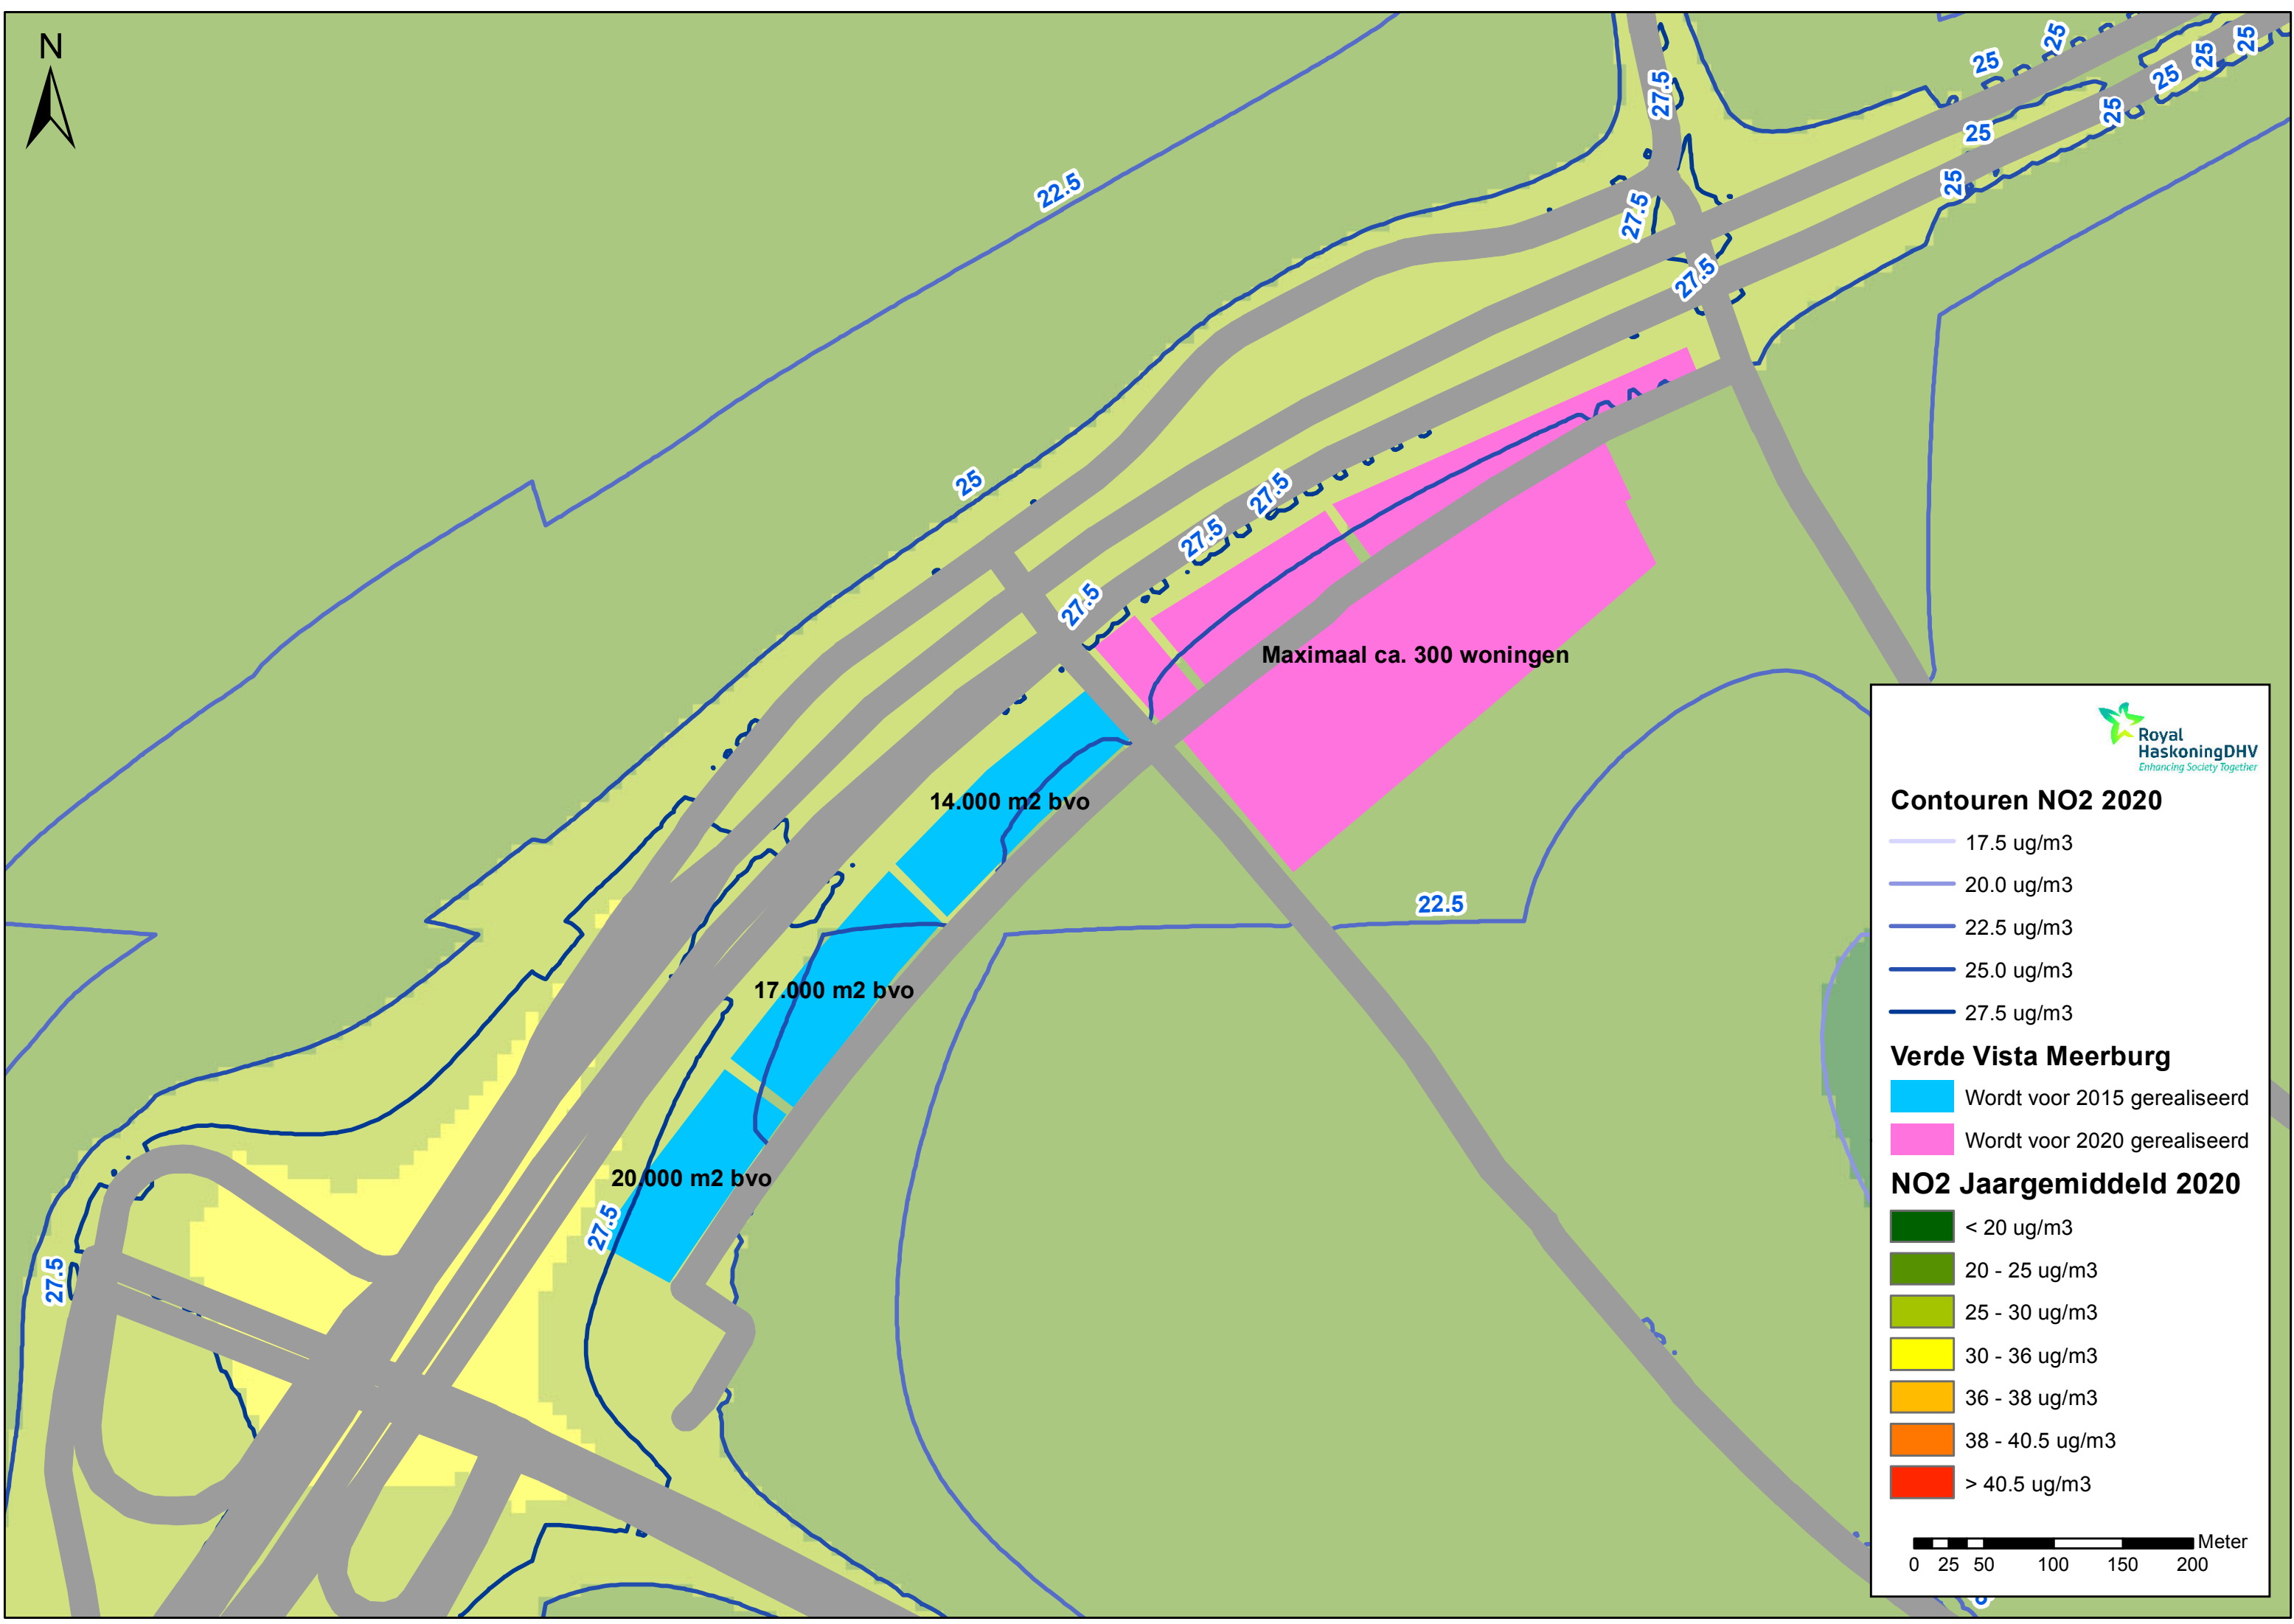 N
25
25
25
25
25
27.5
25
25
25
22.5
27.5
27.5
25
27.5
27.5
27.5
Maximaal ca. 300 woningen
14.000 m2 bvo
22.5
17.000 m2 bvo
20.000 m2 bvo
27.5
27.5
Royal
HaskoningDHV
Enhancing Society Together
Contouren NO2 2020
17.5 ug/m3
20.0 ug/m3
22.5 ug/m3
25.0 ug/m3
27.5 ug/m3
Verde Vista Meerburg
Wordt voor 2015 gerealiseerd
Wordt voor 2020 gerealiseerd
NO2 Jaargemiddeld 2020
< 20 ug/m3
20 - 25 ug/m3
25 - 30 ug/m3
30 - 36 ug/m3
36 - 38 ug/m3
38 - 40.5 ug/m3
> 40.5 ug/m3
Meter
0 25 50 100 150 200